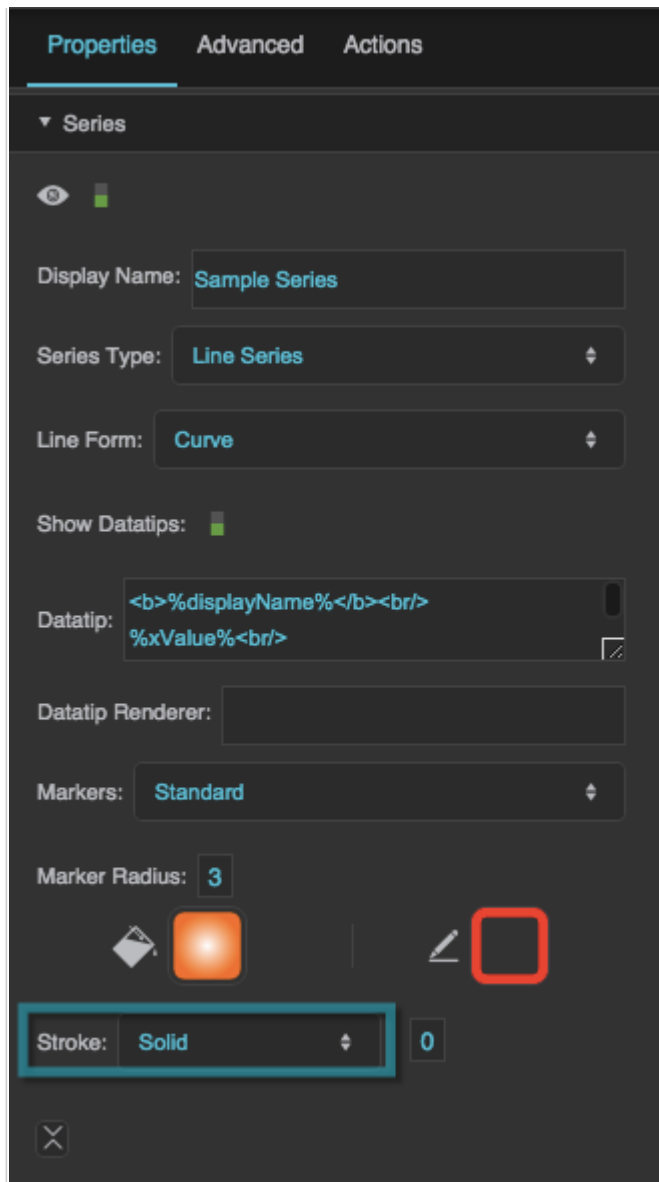 Properties Advanced Actions
Series
Display Name: Sample Series
Series Type: Line Series
Line Form: Curve
Show Datatips:
Datatip: <b>%displayName%</b><br/>
%xValue%<br/>
Datatip Renderer:
Markers: Standard
Marker Radius: 3
Stroke: Solid 0